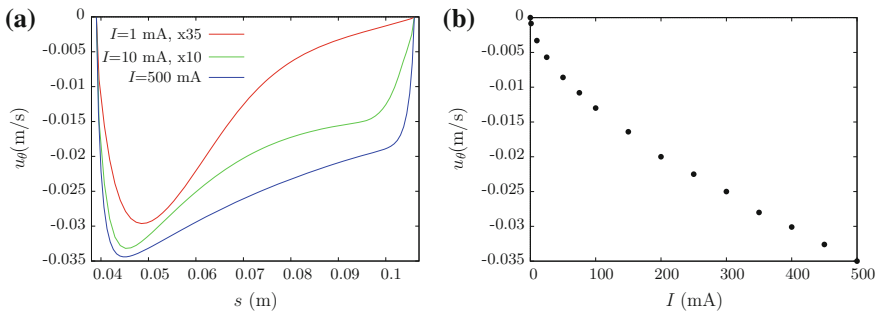 (a)
0
-0.005
-0.01
-0.015
-0.02
-0.025
-0.03
-0.035
uθ(m/s)
I=1 mA, x35
I=10 mA, x10
I=500 mA
0.04 0.05 0.06 0.07 0.08 0.09 0.1
s (m)
(b)
0
-0.005
-0.01
-0.015
-0.02
-0.025
-0.03
-0.035
uθ(m/s)
0 100 200 300 400 500
I (mA)